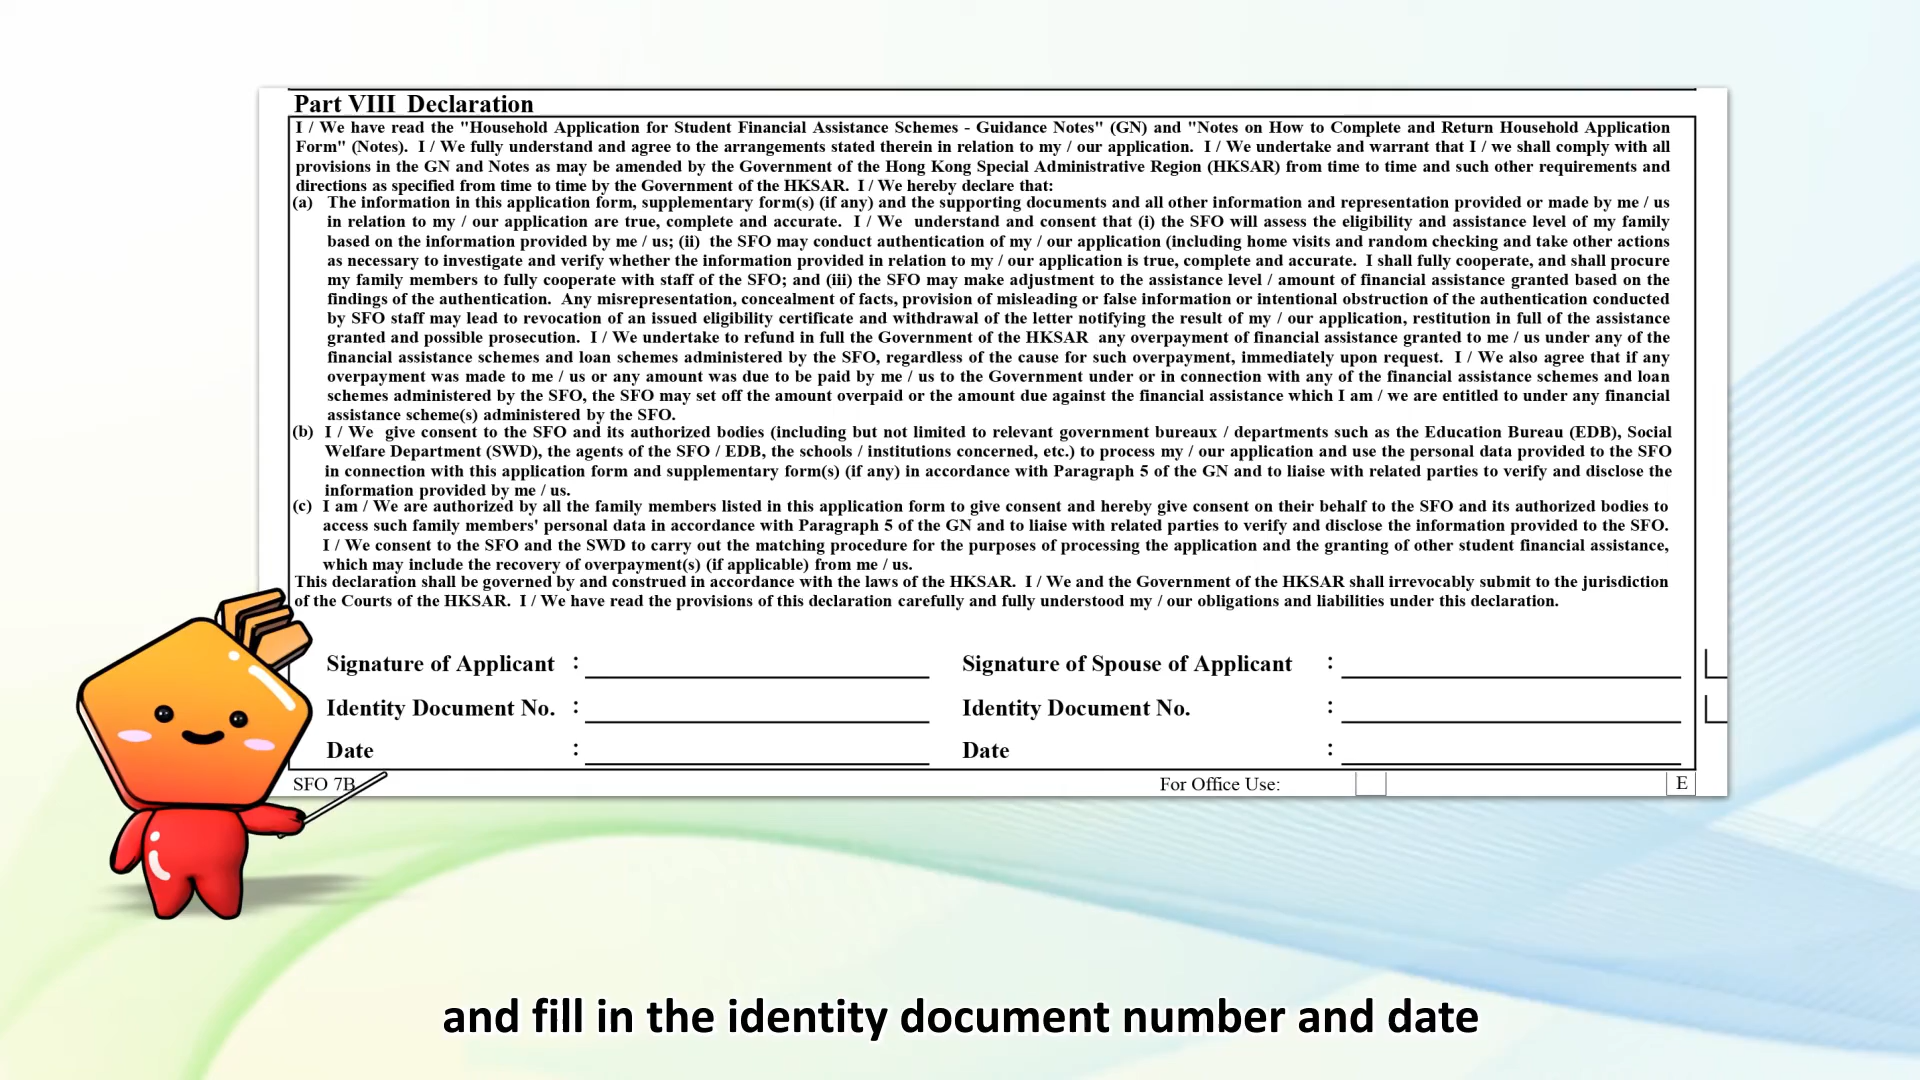 Part VIII Declaration
I / We have read the "Household Application for Student Financial Assistance Schemes - Guidance Notes" (GN) and "Notes on How to Complete and Return Household Application
Form" (Notes). I / We fully understand and agree to the arrangements stated therein in relation to my / our application. I / We undertake and warrant that I / we shall comply with all
provisions in the GN and Notes as may be amended by the Government of the Hong Kong Special Administrative Region (HKSAR) from time to time and such other requirements and
directions as specified from time to time by the Government of the HKSAR. I / We hereby declare that:
(a) The information in this application form, supplementary form(s) (if any) and the supporting documents and all other information and representation provided or made by me / us
in relation to my / our application are true, complete and accurate. I / We understand and consent that (i) the SFO will assess the eligibility and assistance level of my family
based on the information provided by me / us; (ii) the SFO may conduct authentication of my / our application (including home visits and random checking and take other actions
as necessary to investigate and verify whether the information provided in relation to my / our application is true, complete and accurate. I shall fully cooperate, and shall procure
my family members to fully cooperate with staff of the SFO; and (iii) the SFO may make adjustment to the assistance level / amount of financial assistance granted based on the
findings of the authentication. Any misrepresentation, concealment of facts, provision of misleading or false information or intentional obstruction of the authentication conducted
by SFO staff may lead to revocation of an issued eligibility certificate and withdrawal of the letter notifying the result of my / our application, restitution in full of the assistance
granted and possible prosecution. I / We undertake to refund in full the Government of the HKSAR any overpayment of financial assistance granted to me / us under any of the
financial assistance schemes and loan schemes administered by the SFO, regardless of the cause for such overpayment, immediately upon request. I / We also agree that if any
overpayment was made to me / us or any amount was due to be paid by me / us to the Government under or in connection with any of the financial assistance schemes and loan
schemes administered by the SFO, the SFO may set off the amount overpaid or the amount due against the financial assistance which I am / we are entitled to under any financial
assistance scheme(s) administered by the SFO.
(b) I / We give consent to the SFO and its authorized bodies (including but not limited to relevant government bureaux / departments such as the Education Bureau (EDB), Social
Welfare Department (SWD), the agents of the SFO / EDB, the schools / institutions concerned, etc.) to process my / our application and use the personal data provided to the SFO
in connection with this application form and supplementary form(s) (if any) in accordance with Paragraph 5 of the GN and to liaise with related parties to verify and disclose the
information provided by me / us.
(c) I am / We are authorized by all the family members listed in this application form to give consent and hereby give consent on their behalf to the SFO and its authorized bodies to
access such family members' personal data in accordance with Paragraph 5 of the GN and to liaise with related parties to verify and disclose the information provided to the SFO.
I / We consent to the SFO and the SWD to carry out the matching procedure for the purposes of processing the application and the granting of other student financial assistance,
which may include the recovery of overpayment(s) (if applicable) from me / us.
This declaration shall be governed by and construed in accordance with the laws of the HKSAR. I / We and the Government of the HKSAR shall irrevocably submit to the jurisdiction
of the Courts of the HKSAR. I / We have read the provisions of this declaration carefully and fully understood my / our obligations and liabilities under this declaration.
Signature of Applicant : Signature of Spouse of Applicant :
Identity Document No. : Identity Document No. :
Date : Date :
SFO 7B For Office Use: E
and fill in the identity document number and date